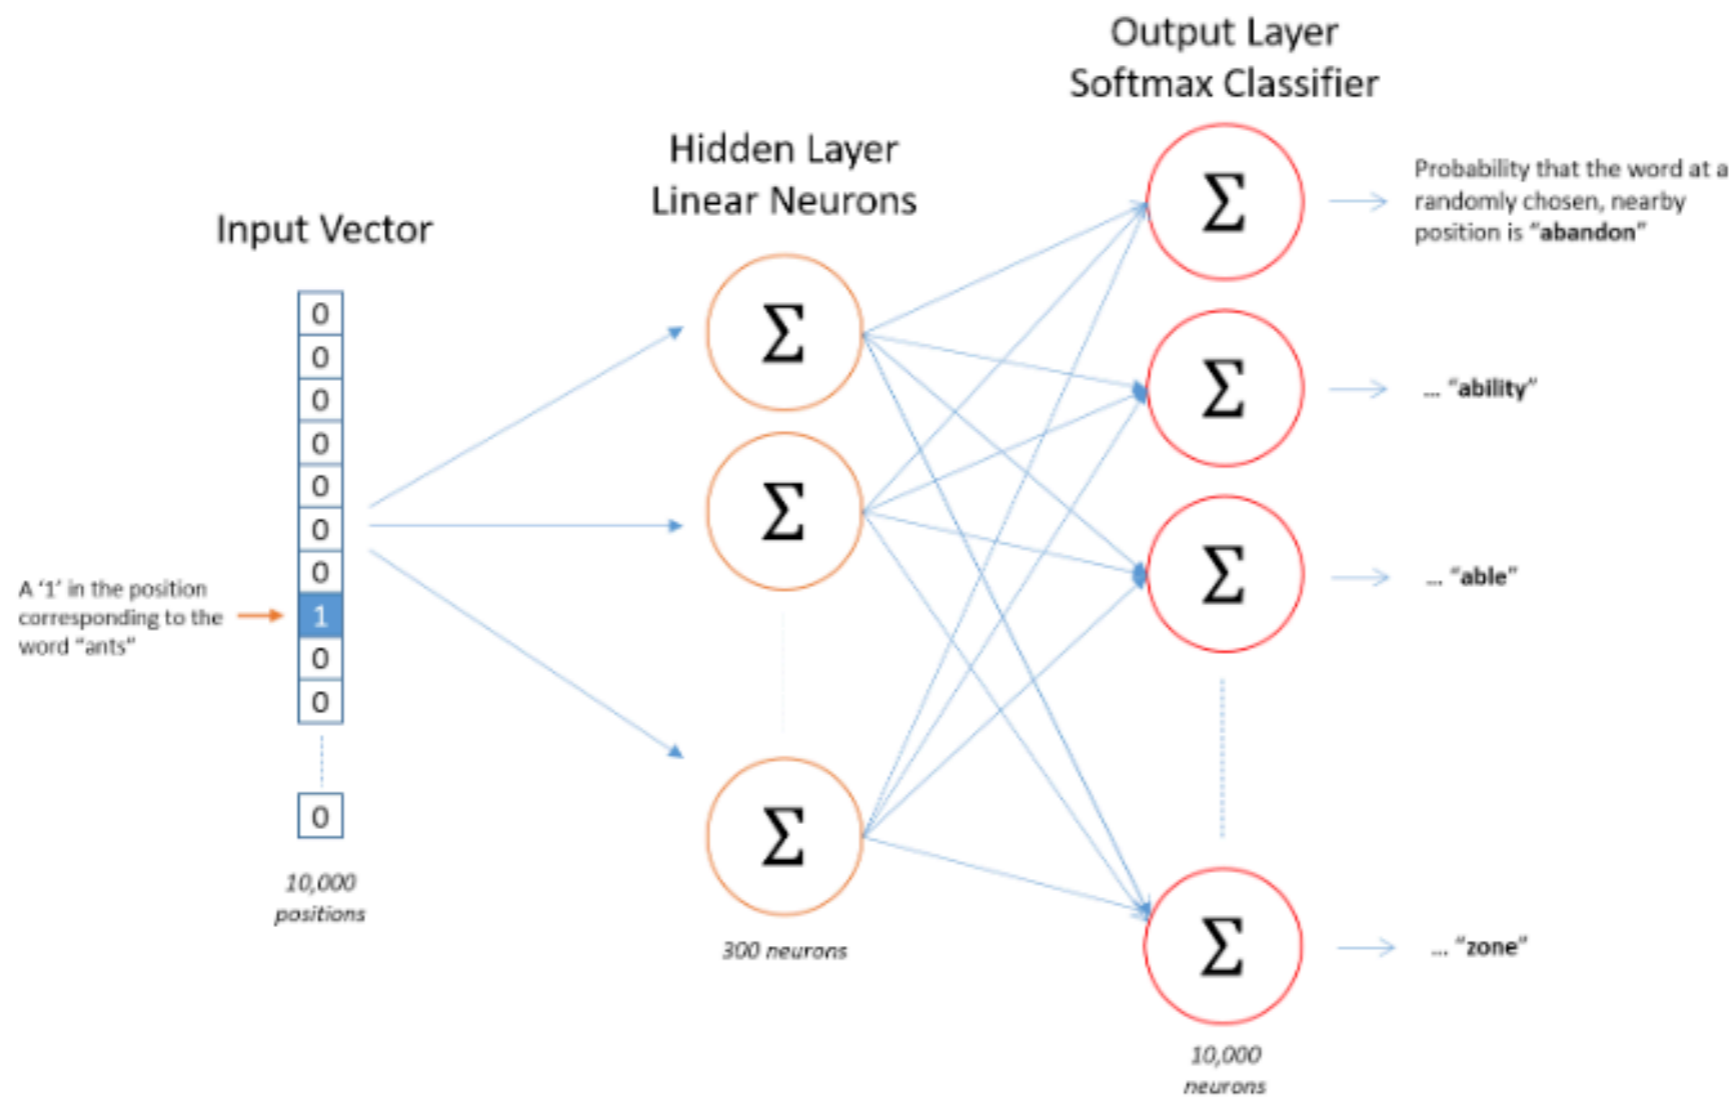 Output Layer
Softmax Classifier
Hidden Layer
Linear Neurons
Input Vector
0
0
0
0
0
0
0
1
0
0
0
A ‘1’ in the position
corresponding to the
word “ants”
10,000
positions
Σ
Σ
Σ
300 neurons
Σ
Σ
Σ
Σ
10,000
neurons
Probability that the word at a
randomly chosen, nearby
position is “abandon”
... “ability”
... “able”
... “zone”